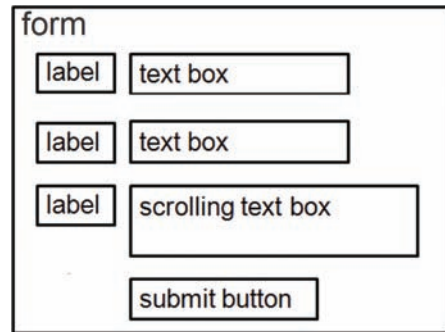 form
label text box
label text box
label scrolling text box
submit button